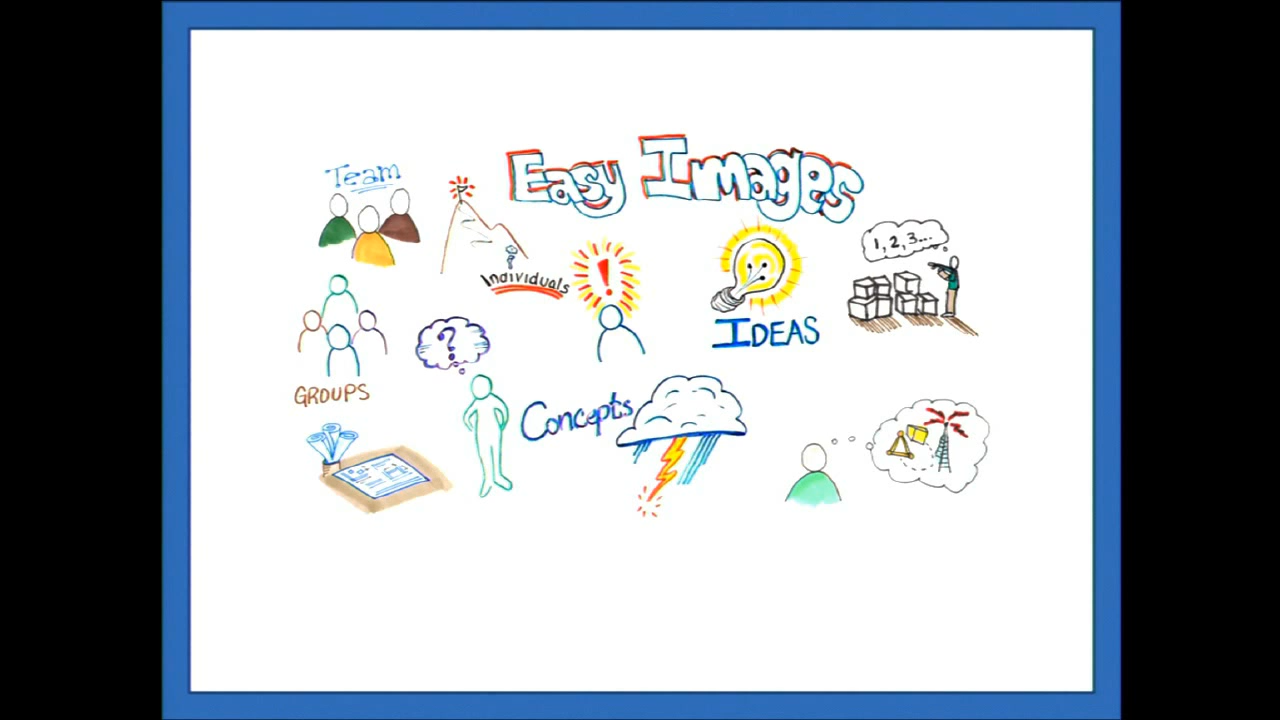 Easy Images
Team
Individuals
!
1, 2, 3...
IDEAS
?
GROUPS
Concepts